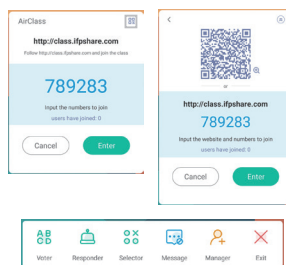 AirClass
http://class.ifpshare.com
Follow http://class.ifpshare.com and join the class
789283
Input the numbers to join
users have joined: 0
Cancel
Enter
or
http://class.ifpshare.com
789283
Input the website and numbers to join
users have joined: 0
Cancel
Enter
AB
CD
Voter
Responder
Selector
Message
Manager
Exit